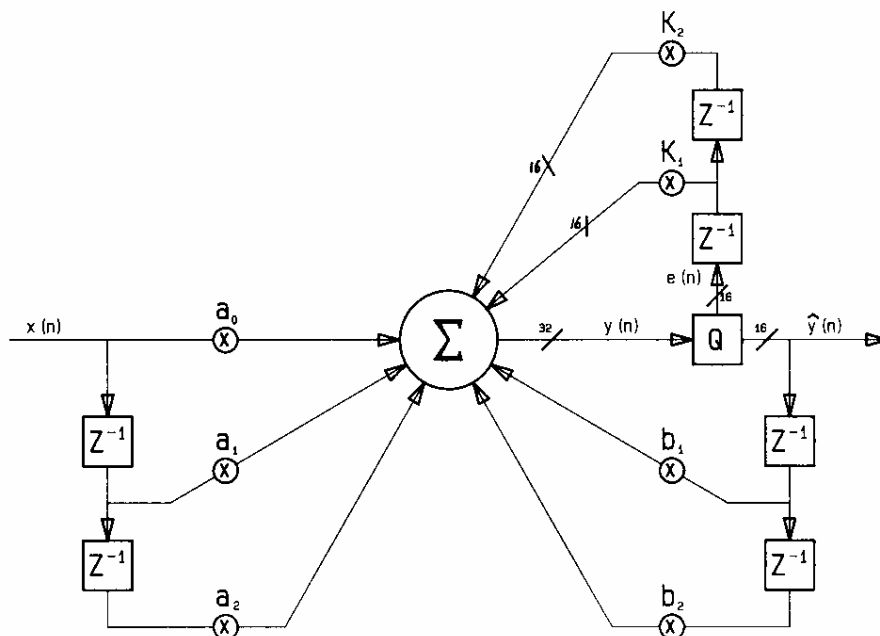 K₂
Z⁻¹
16
K₁
16
Z⁻¹
e(n)
16
x(n)
a₀
Σ
32
y(n)
Q
16
ŷ(n)
Z⁻¹
a₁
b₁
Z⁻¹
Z⁻¹
a₂
b₂
Z⁻¹